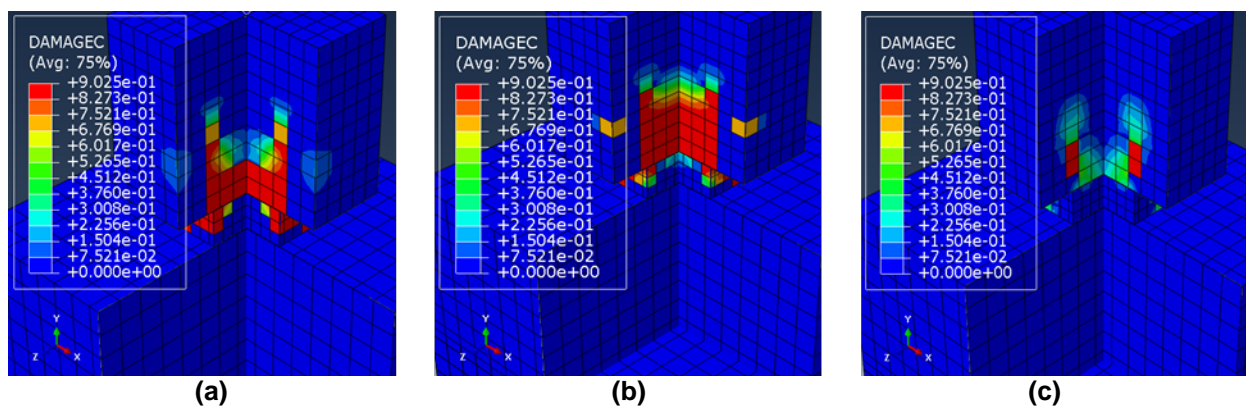 DAMAGEC
(Avg: 75%)
+9.025e-01
+8.273e-01
+7.521e-01
+6.769e-01
+6.017e-01
+5.265e-01
+4.512e-01
+3.760e-01
+3.008e-01
+2.256e-01
+1.504e-01
+7.521e-02
+0.000e+00
Y
Z
X
(a)
DAMAGEC
(Avg: 75%)
+9.025e-01
+8.273e-01
+7.521e-01
+6.769e-01
+6.017e-01
+5.265e-01
+4.512e-01
+3.760e-01
+3.008e-01
+2.256e-01
+1.504e-01
+7.521e-02
+0.000e+00
Y
Z
X
(b)
DAMAGEC
(Avg: 75%)
+9.025e-01
+8.273e-01
+7.521e-01
+6.769e-01
+6.017e-01
+5.265e-01
+4.512e-01
+3.760e-01
+3.008e-01
+2.256e-01
+1.504e-01
+7.521e-02
+0.000e+00
Y
Z
X
(c)